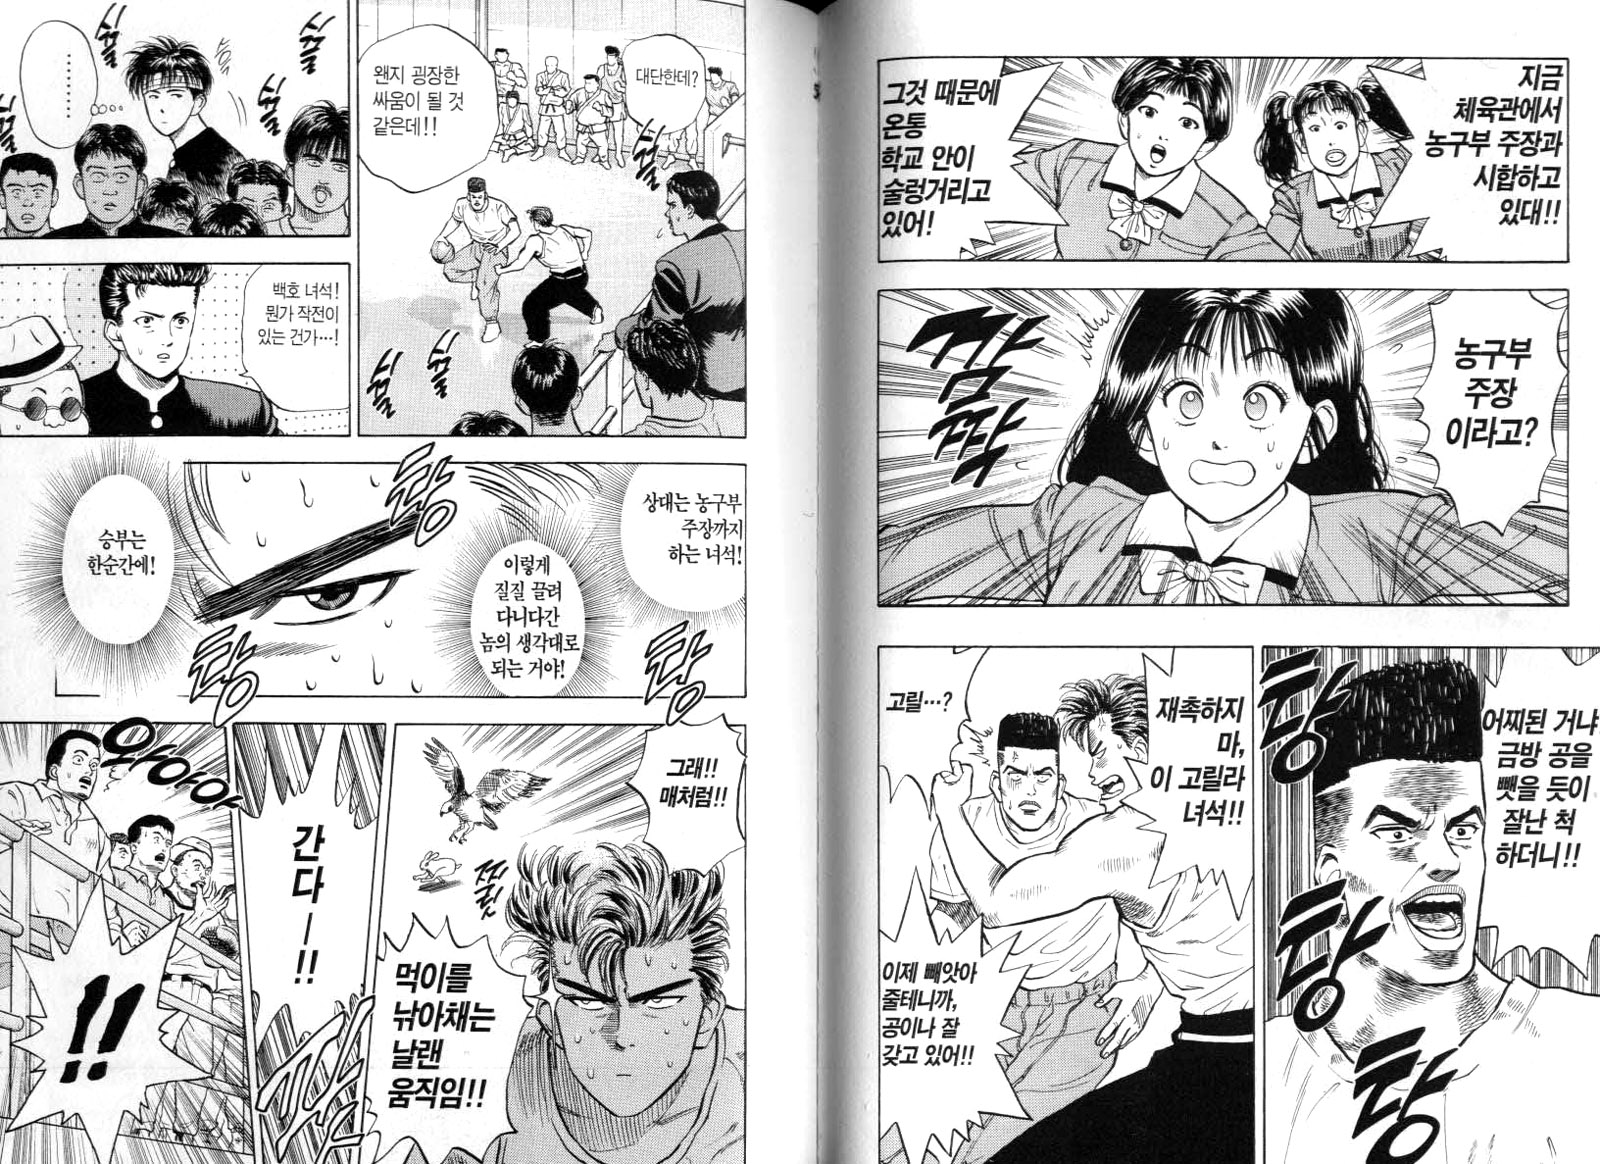 지금
체육관에서
농구부 주장과
시합하고
있대!!
그것 때문에
온통
학교 안이
술렁거리고
있어!
농구부
주장
이라고?
깜
짝
어찌된 거냐!
금방 공을
뺏을 듯이
잘난 척
하더니!!
탕
탕
탕
재촉하지
마,
이 고릴라
녀석!!
고릴…?
이제 빼앗아
줄테니까,
공이나 잘
갖고 있어!!
대단한데?
왠지 굉장한
싸움이 될 것
같은데!!
………
백호 녀석!
뭔가 작전이
있는 건가…!
상대는 농구부
주장까지
하는 녀석!
탕
이렇게
질질 끌려
다니다간
놈의 생각대로
되는 거야!
탕
탕
승부는
한순간에!
그래!!
매처럼!!
찌릿
먹이를
낚아채는
날랜
움직임!!
간
다
ㅡ
!!
와아아아
!!